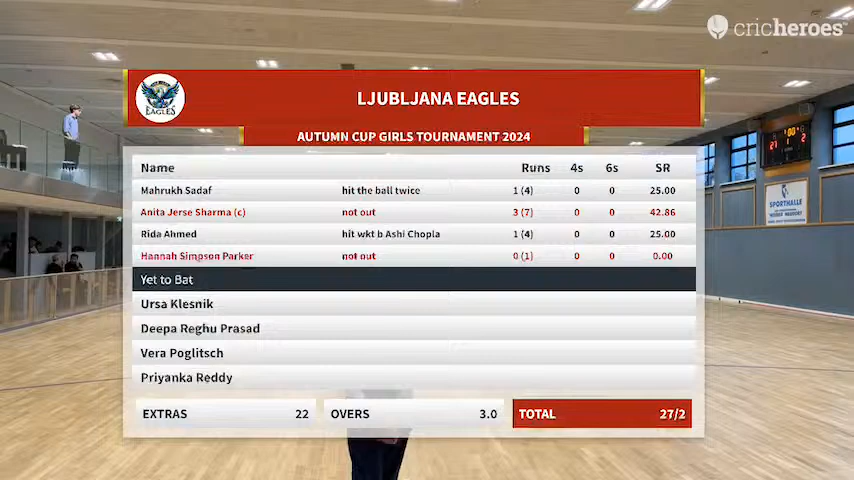 cricheroes™
EAGLES
LJUBLJANA EAGLES
AUTUMN CUP GIRLS TOURNAMENT 2024
Name Runs 4s 6s SR
Mahrukh Sadaf hit the ball twice 1 (4) 0 0 25.00
Anita Jerse Sharma (c) not out 3 (7) 0 0 42.86
Rida Ahmed hit wkt b Ashi Chopla 1 (4) 0 0 25.00
Hannah Simpson Parker not out 0 (1) 0 0 0.00
Yet to Bat
Ursa Klesnik
Deepa Reghu Prasad
Vera Poglitsch
Priyanka Reddy
EXTRAS 22 OVERS 3.0 TOTAL 27/2
SPORTHALLE